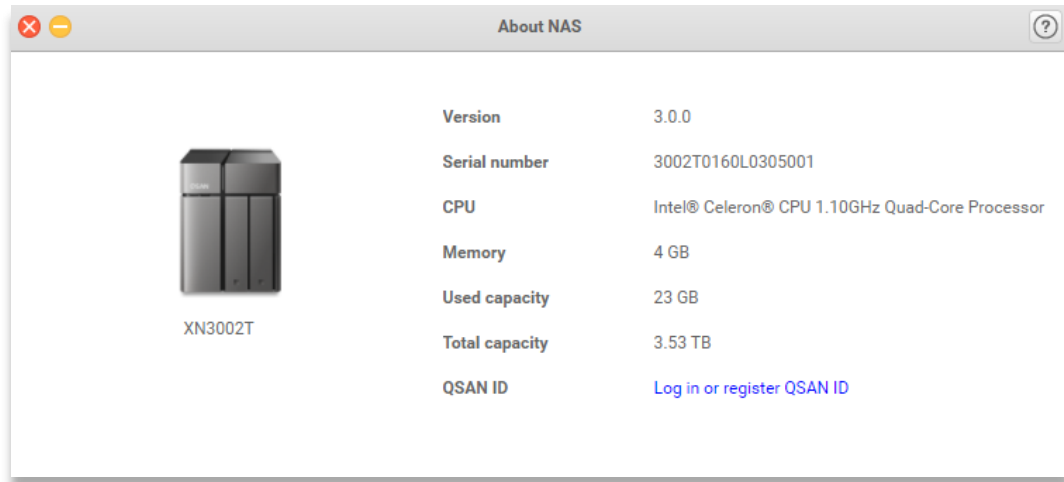 About NAS
?
Version 3.0.0
Serial number 3002T0160L0305001
CPU Intel® Celeron® CPU 1.10GHz Quad-Core Processor
Memory 4 GB
Used capacity 23 GB
QSAN
XN3002T
Total capacity 3.53 TB
QSAN ID Log in or register QSAN ID